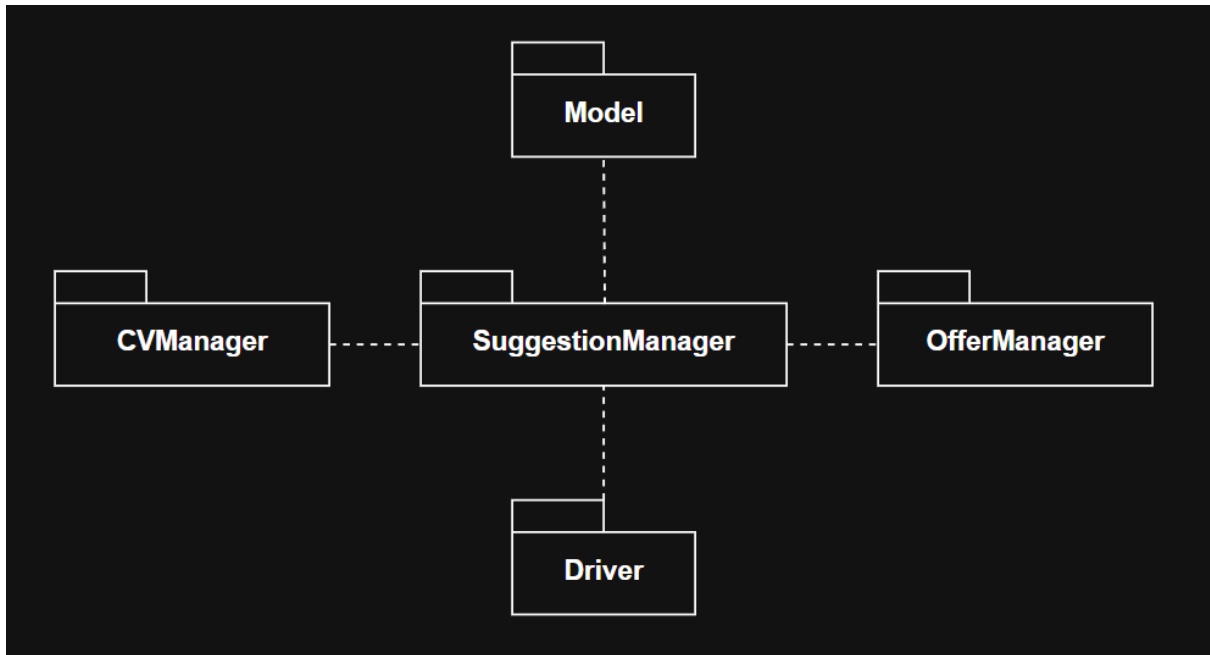 Model
CVManager
SuggestionManager
OfferManager
Driver